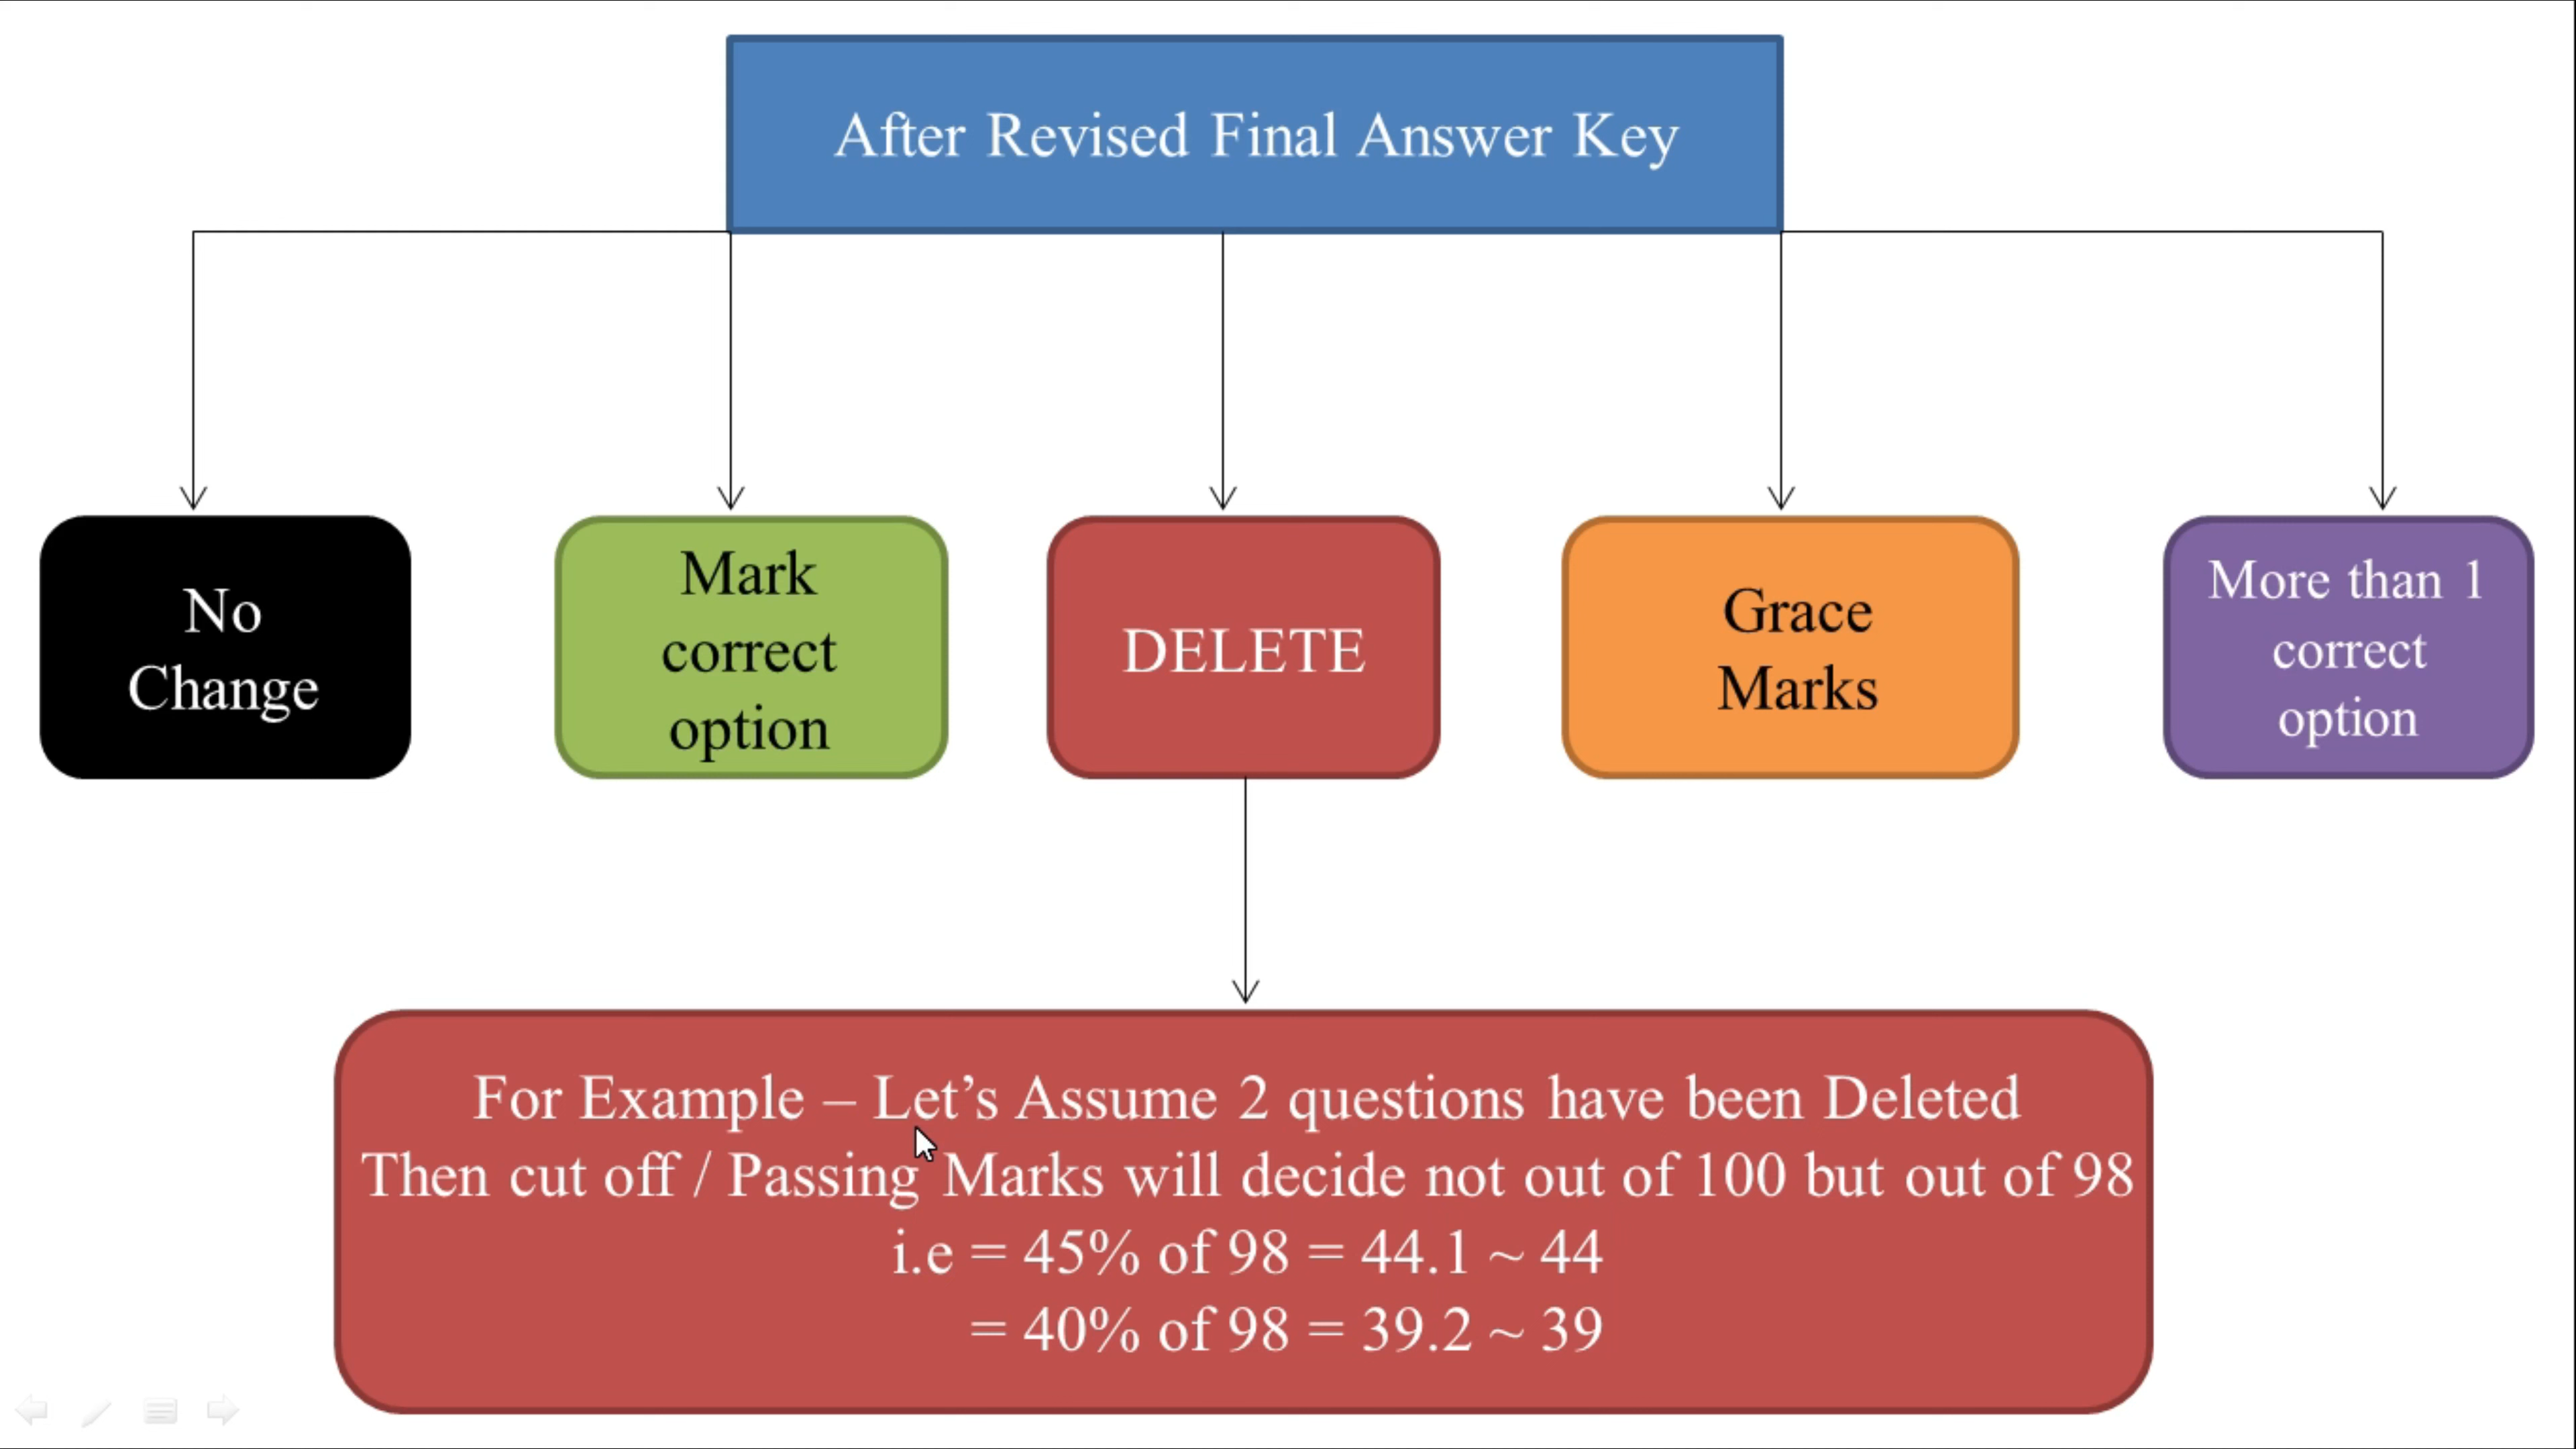 After Revised Final Answer Key
No
Change
Mark
correct
option
DELETE
Grace
Marks
More than 1
correct
option
For Example – Let’s Assume 2 questions have been Deleted
Then cut off / Passing Marks will decide not out of 100 but out of 98
i.e = 45% of 98 = 44.1 ~ 44
= 40% of 98 = 39.2 ~ 39